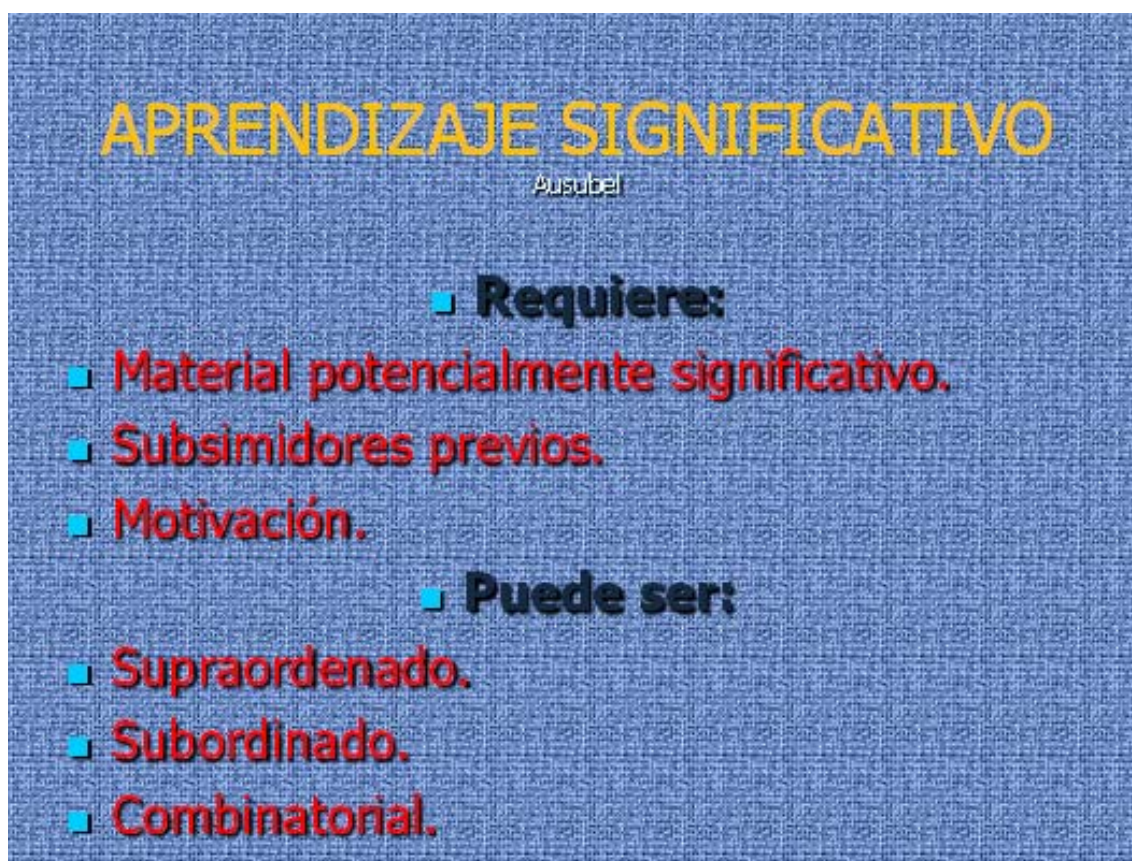 APRENDIZAJE SIGNIFICATIVO
Ausubel
Requiere:
Material potencialmente significativo.
Subsimidores previos.
Motivación.
Puede ser:
Supraordenado.
Subordinado.
Combinatorial.